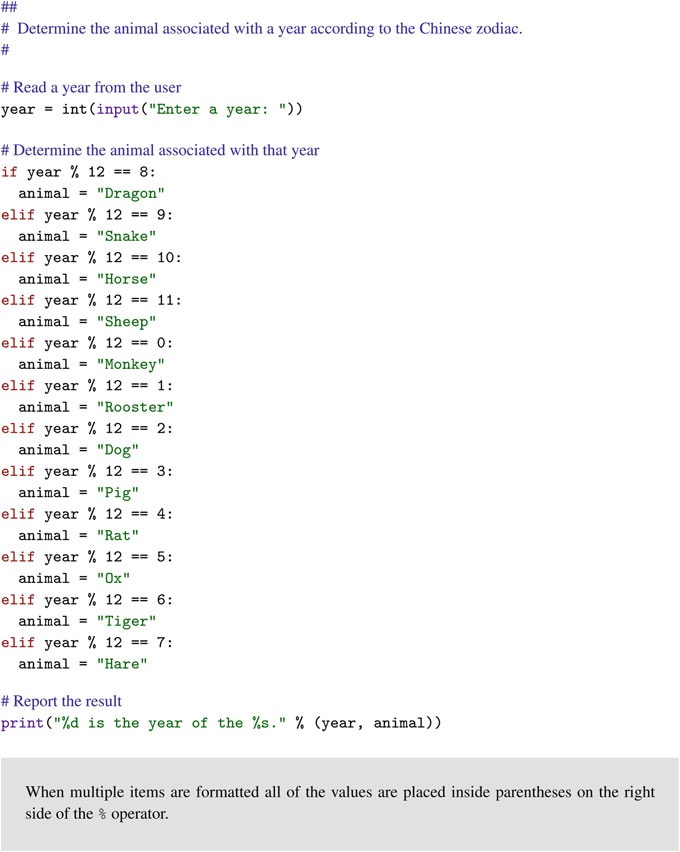 ##
# Determine the animal associated with a year according to the Chinese zodiac.
#
# Read a year from the user
year = int(input("Enter a year: "))
# Determine the animal associated with that year
if year % 12 == 8:
  animal = "Dragon"
elif year % 12 == 9:
  animal = "Snake"
elif year % 12 == 10:
  animal = "Horse"
elif year % 12 == 11:
  animal = "Sheep"
elif year % 12 == 0:
  animal = "Monkey"
elif year % 12 == 1:
  animal = "Rooster"
elif year % 12 == 2:
  animal = "Dog"
elif year % 12 == 3:
  animal = "Pig"
elif year % 12 == 4:
  animal = "Rat"
elif year % 12 == 5:
  animal = "Ox"
elif year % 12 == 6:
  animal = "Tiger"
elif year % 12 == 7:
  animal = "Hare"
# Report the result
print("%d is the year of the %s." % (year, animal))
When multiple items are formatted all of the values are placed inside parentheses on the right
side of the % operator.